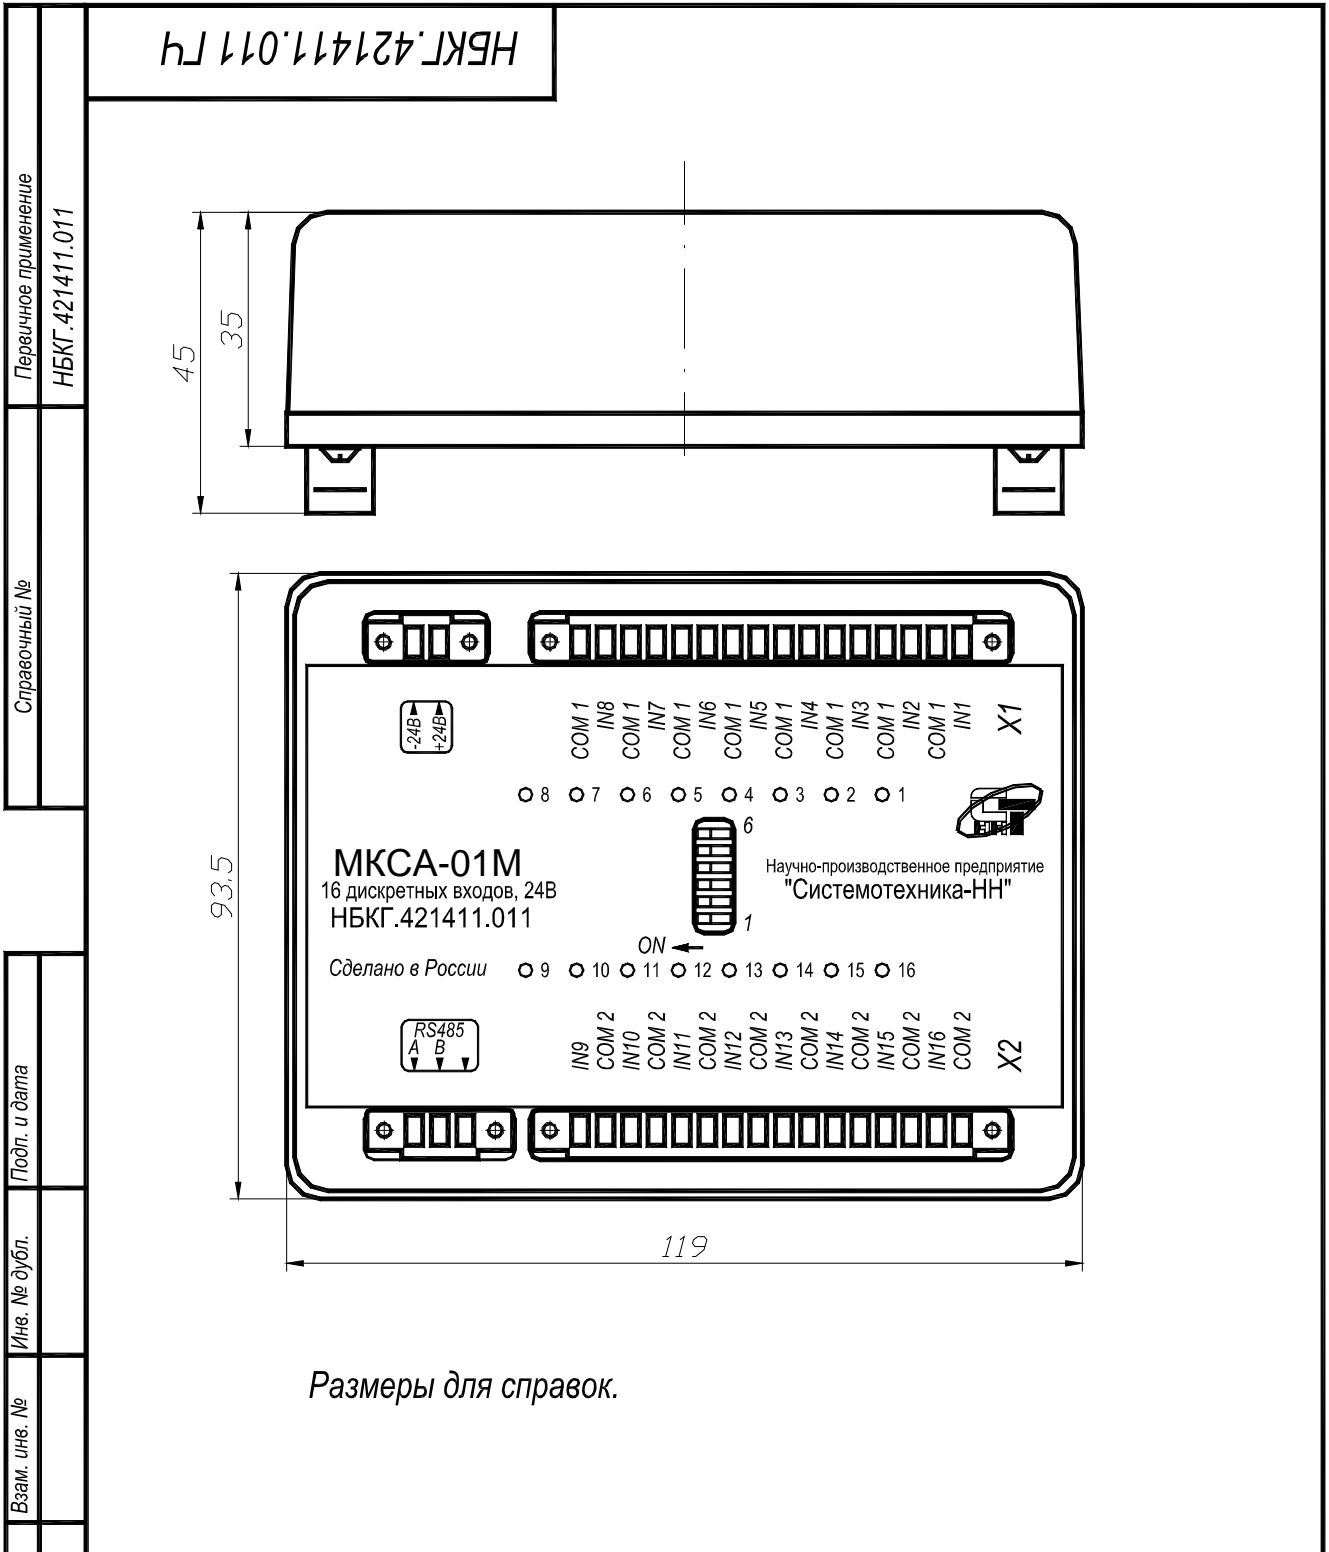 НБКГ.421411.011 ГЧ
Первичное применение
НБКГ.421411.011
Справочный №
Подп. и дата
Инв. № дубл.
Взам. инв. №
45
35
93,5
119
-24В
+24В
COM 1
IN8
COM 1
IN7
COM 1
IN6
COM 1
IN5
COM 1
IN4
COM 1
IN3
COM 1
IN2
COM 1
IN1
X1
8 7 6 5 4 3 2 1
6
МКСА-01М
16 дискретных входов, 24В
НБКГ.421411.011
Научно-производственное предприятие
"Системотехника-НН"
1
ON
Сделано в России
9 10 11 12 13 14 15 16
RS485
A B
IN9
COM 2
IN10
COM 2
IN11
COM 2
IN12
COM 2
IN13
COM 2
IN14
COM 2
IN15
COM 2
IN16
COM 2
X2
Размеры для справок.